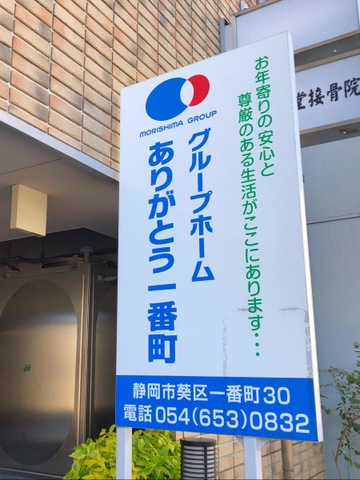 MORISHIMA GROUP
お年寄りの安心と
尊厳のある生活がここにあります・・・
グループホーム
ありがとう一番町
静岡市葵区一番町30
電話 054(653)0832
堂接骨院